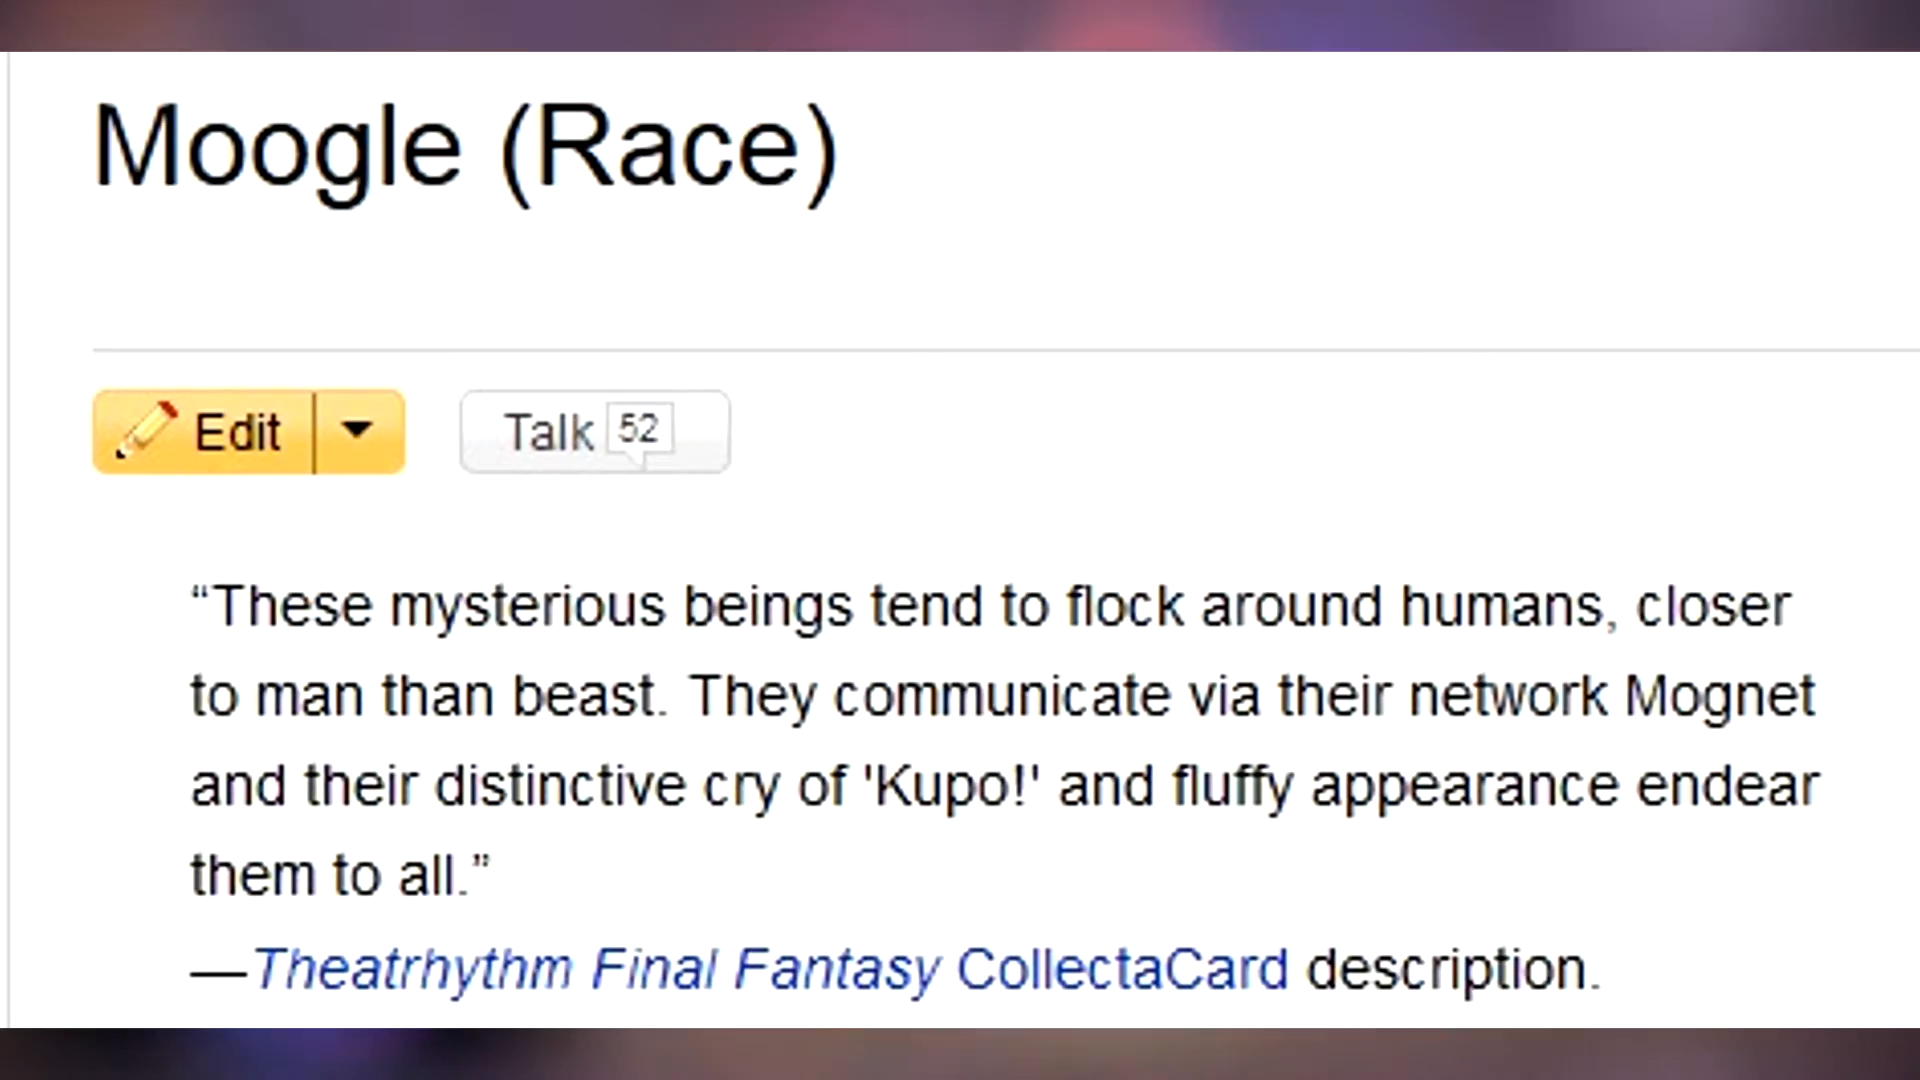 Moogle (Race)
Edit
Talk 52
“These mysterious beings tend to flock around humans, closer
to man than beast. They communicate via their network Mognet
and their distinctive cry of 'Kupo!' and fluffy appearance endear
them to all.”
—Theatrhythm Final Fantasy CollectaCard description.